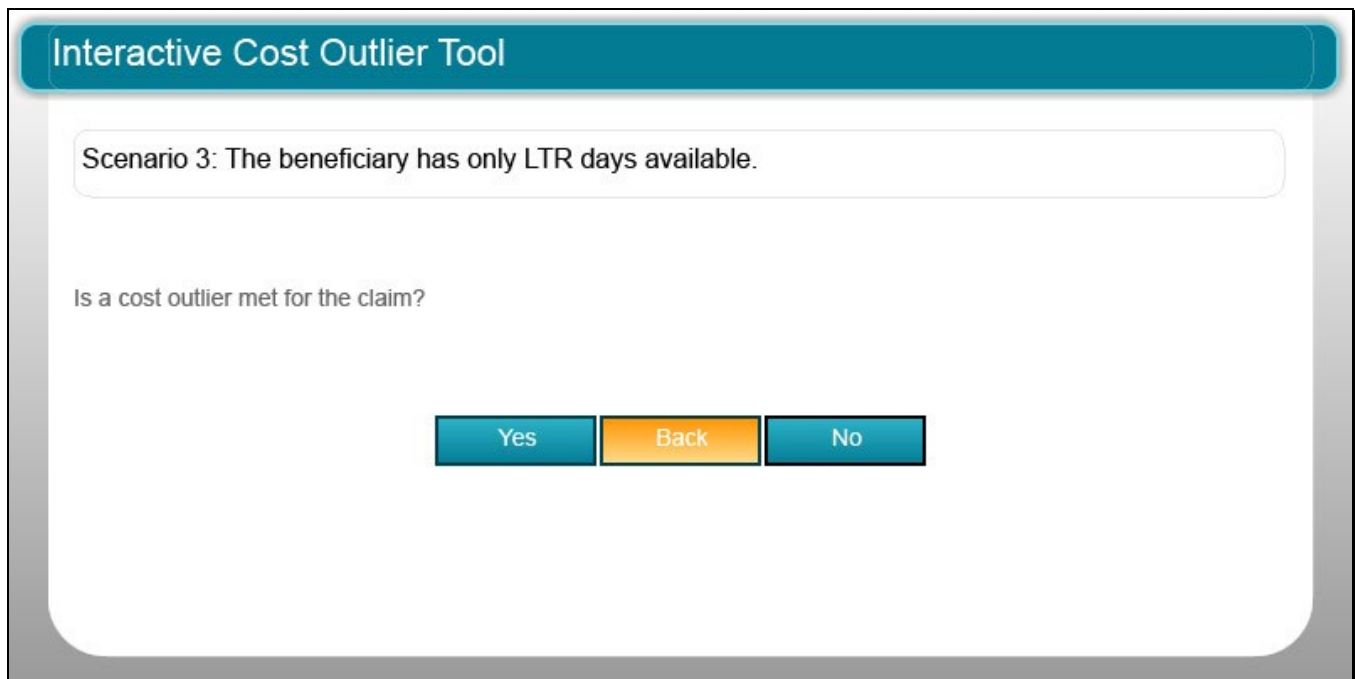 Interactive Cost Outlier Tool
Scenario 3: The beneficiary has only LTR days available.
Is a cost outlier met for the claim?
Yes Back No